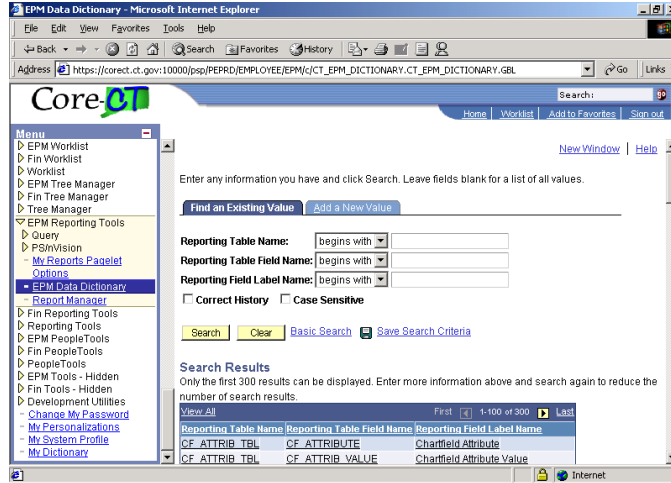 EPM Data Dictionary - Microsoft Internet Explorer
File Edit View Favorites Tools Help
Back Search Favorites History
Address https://corect.ct.gov:10000/psp/PEPRD/EMPLOYEE/EPM/c/CT_EPM_DICTIONARY.CT_EPM_DICTIONARY.GBL Go Links
Core-CT
Search:
Home Worklist Add to Favorites Sign out
Menu
EPM Worklist
Fin Worklist
Worklist
EPM Tree Manager
Fin Tree Manager
Tree Manager
EPM Reporting Tools
Query
PS/nVision
My Reports Pagelet
Options
EPM Data Dictionary
Report Manager
Fin Reporting Tools
Reporting Tools
EPM PeopleTools
Fin PeopleTools
PeopleTools
EPM Tools - Hidden
Fin Tools - Hidden
Development Utilities
Change My Password
My Personalizations
My System Profile
My Dictionary
New Window | Help
Enter any information you have and click Search. Leave fields blank for a list of all values.
Find an Existing Value Add a New Value
Reporting Table Name: begins with
Reporting Table Field Name: begins with
Reporting Field Label Name: begins with
Correct History Case Sensitive
Search Clear Basic Search Save Search Criteria
Search Results
Only the first 300 results can be displayed. Enter more information above and search again to reduce the
number of search results.
View All First 1-100 of 300 Last
Reporting Table Name Reporting Table Field Name Reporting Field Label Name
CF_ATTRIB_TBL CF_ATTRIBUTE Chartfield Attribute
CF_ATTRIB_TBL CF_ATTRIB_VALUE Chartfield Attribute Value
Internet